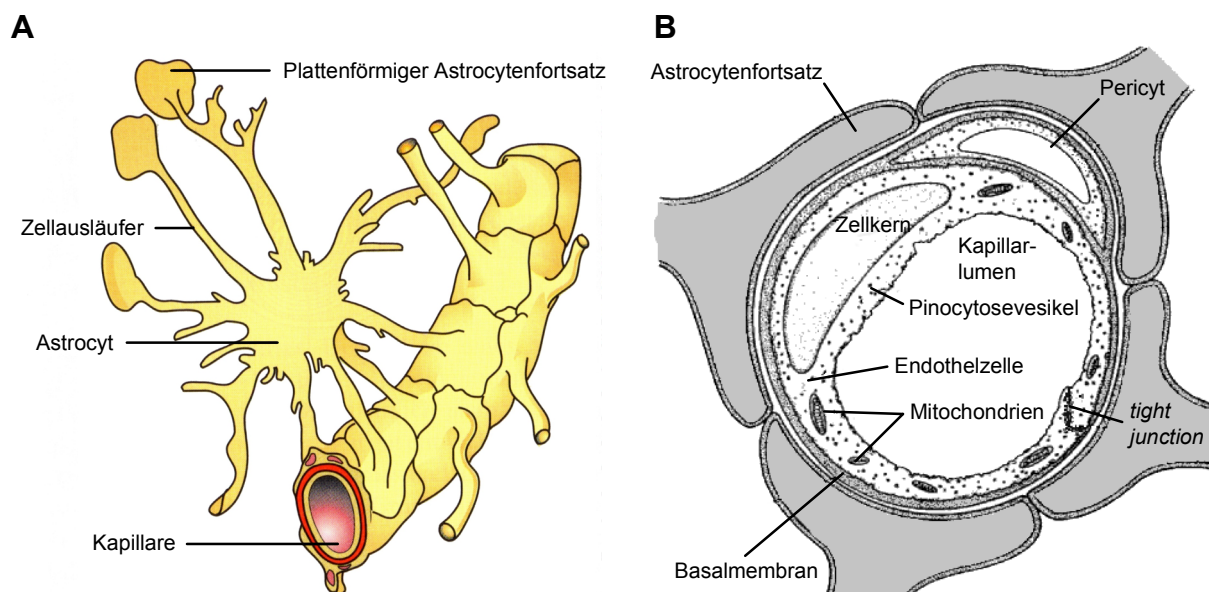 A
Plattenförmiger Astrocytenfortsatz
Zellausläufer
Astrocyt
Kapillare
B
Astrocytenfortsatz
Pericyt
Zellkern
Kapillar-
lumen
Pinocytosevesikel
Endothelzelle
Mitochondrien
tight
junction
Basalmembran